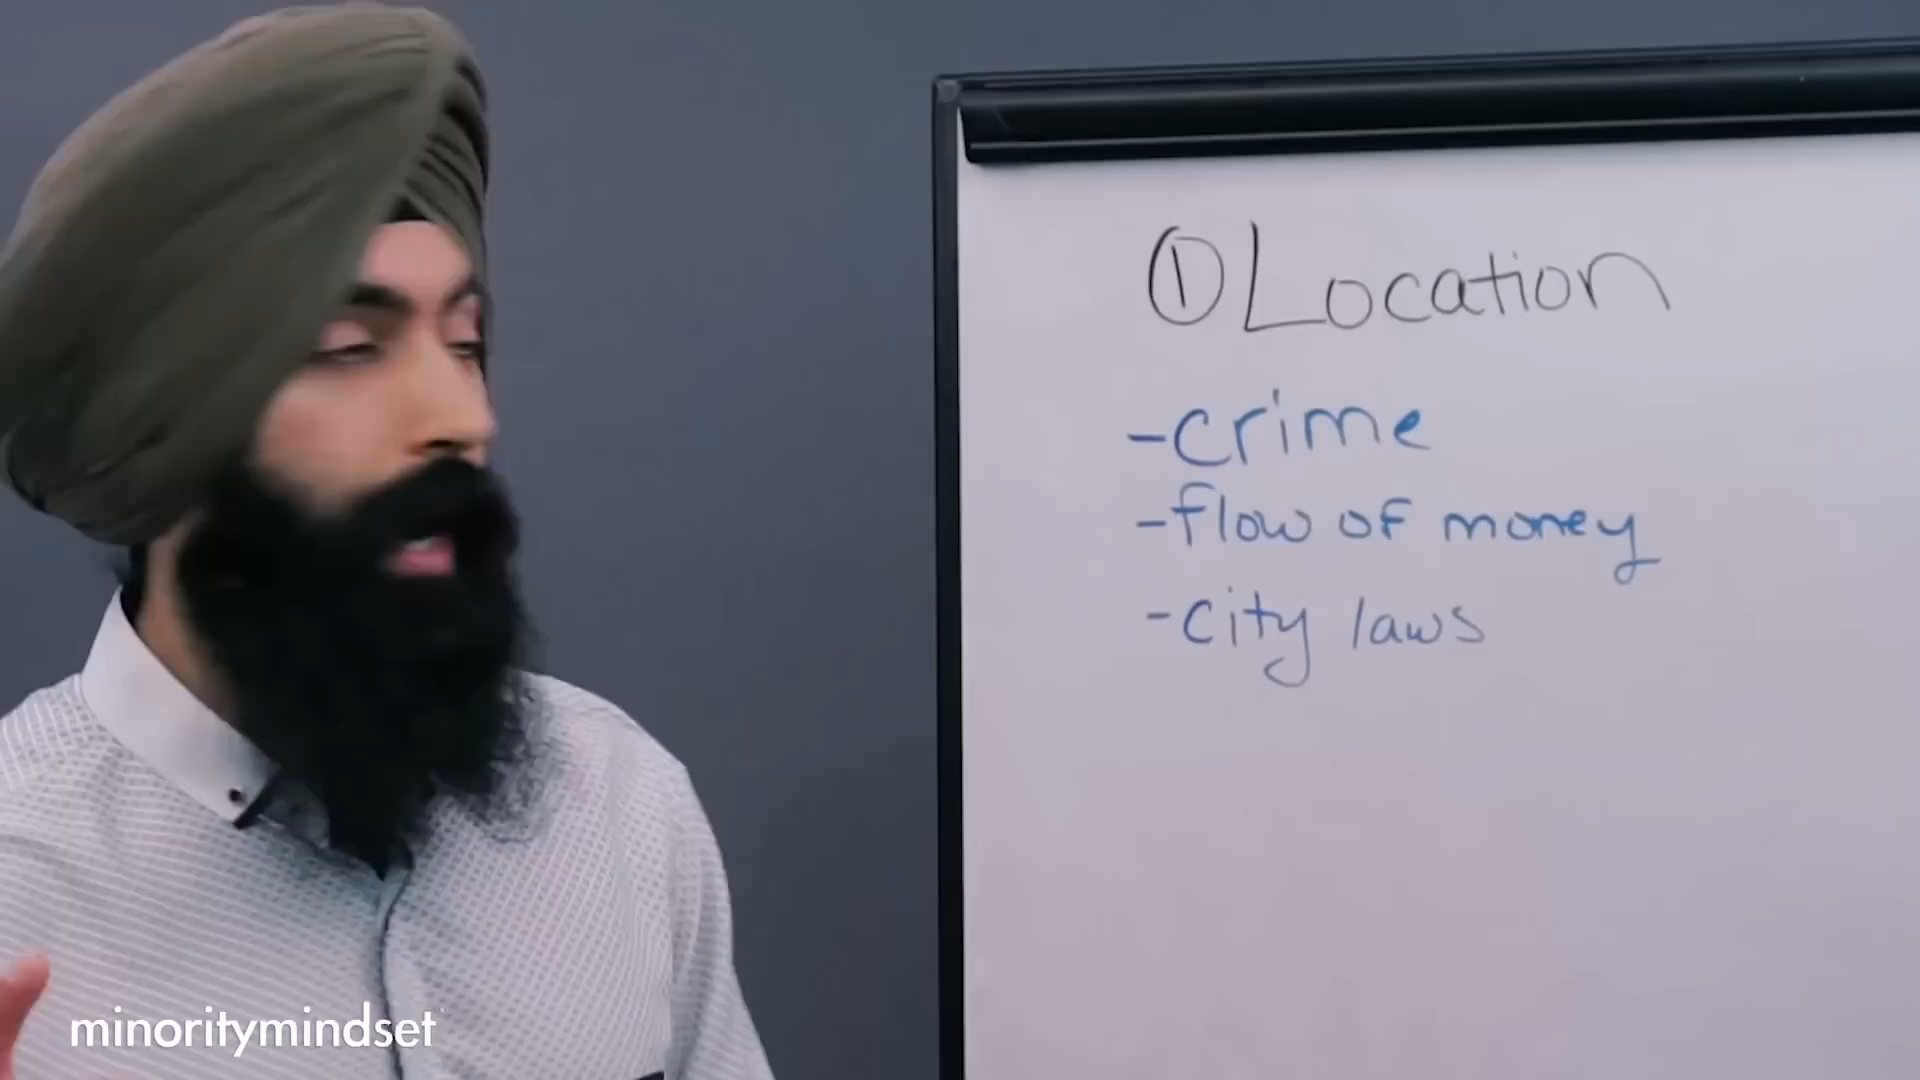 ① Location
-crime
-flow of money
-city laws
minoritymindset